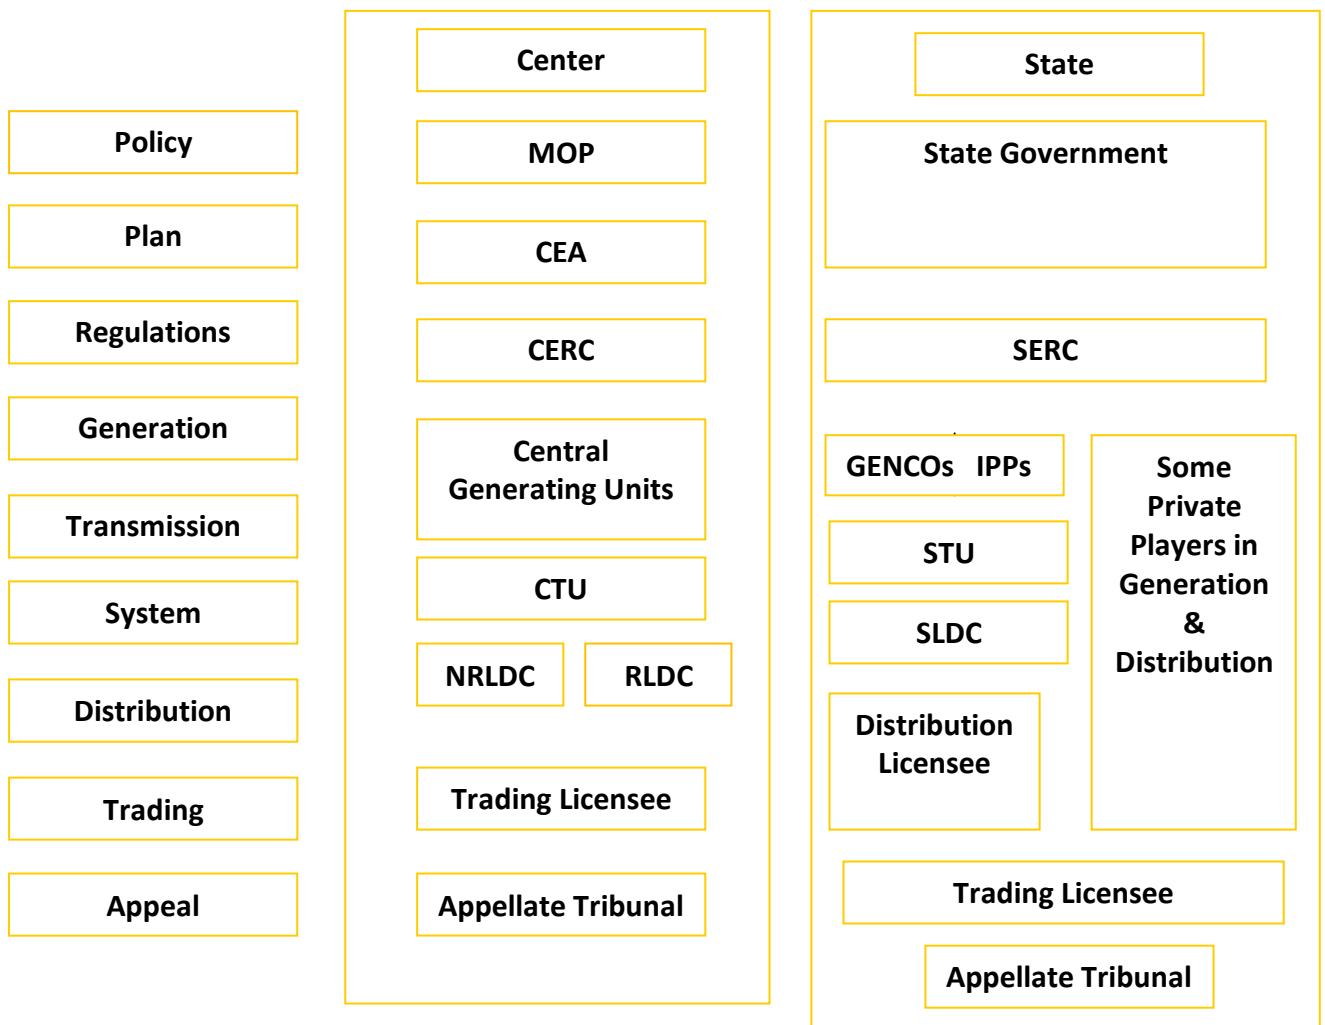 Center
State
Policy
MOP
State Government
Plan
CEA
Regulations
CERC
SERC
Generation
Central
Generating Units
GENCOs IPPs
Some
Private
Players in
Generation
&
Distribution
Transmission
CTU
STU
System
NRLDC
RLDC
SLDC
Distribution
Distribution
Licensee
Trading
Trading Licensee
Trading Licensee
Appeal
Appellate Tribunal
Appellate Tribunal